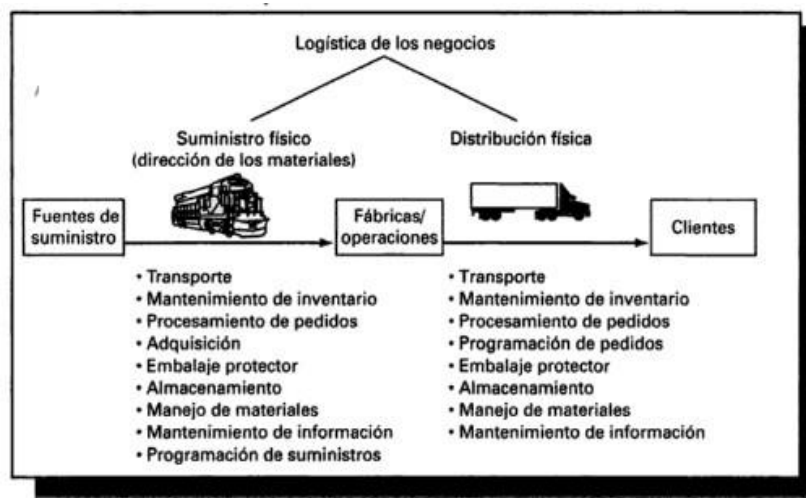 Logística de los negocios
Suministro físico
(dirección de los materiales)
Distribución física
Fuentes de
suministro
Fábricas/
operaciones
Clientes
• Transporte
• Mantenimiento de inventario
• Procesamiento de pedidos
• Adquisición
• Embalaje protector
• Almacenamiento
• Manejo de materiales
• Mantenimiento de información
• Programación de suministros
• Transporte
• Mantenimiento de inventario
• Procesamiento de pedidos
• Programación de pedidos
• Embalaje protector
• Almacenamiento
• Manejo de materiales
• Mantenimiento de información